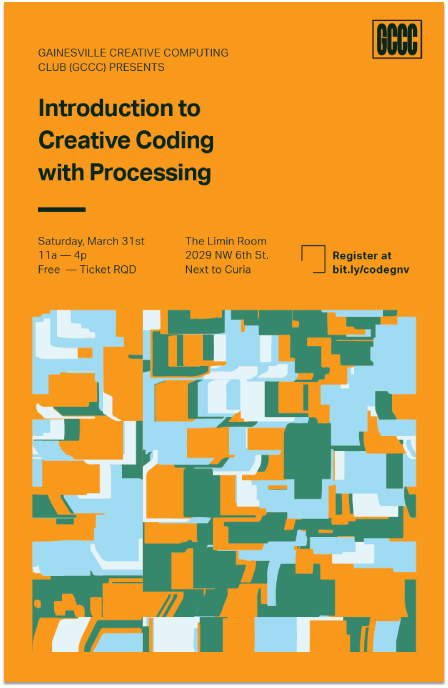 GCCC
GAINESVILLE CREATIVE COMPUTING
CLUB (GCCC) PRESENTS
Introduction to
Creative Coding
with Processing
Saturday, March 31st
11a — 4p
Free — Ticket RQD
The Limin Room
2029 NW 6th St.
Next to Curia
Register at
bit.ly/codegnv